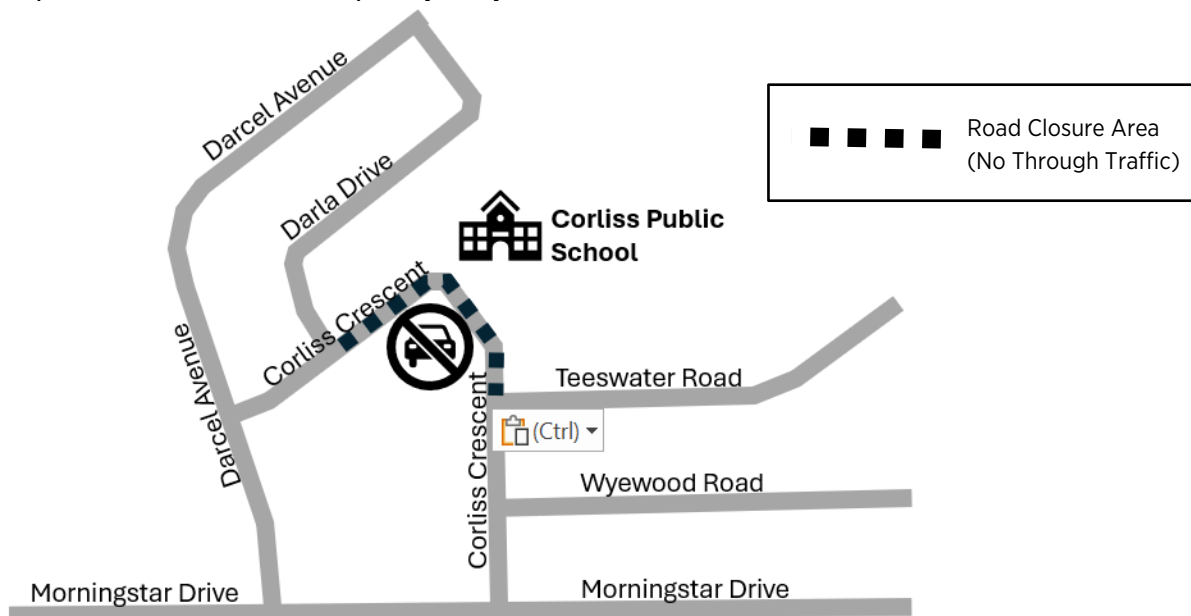 Darcel Avenue
Road Closure Area
(No Through Traffic)
Darla Drive
Corliss Public
School
Corliss Crescent
Darcel Avenue
Teeswater Road
Corliss Crescent
(Ctrl)
Wyewood Road
Morningstar Drive
Morningstar Drive